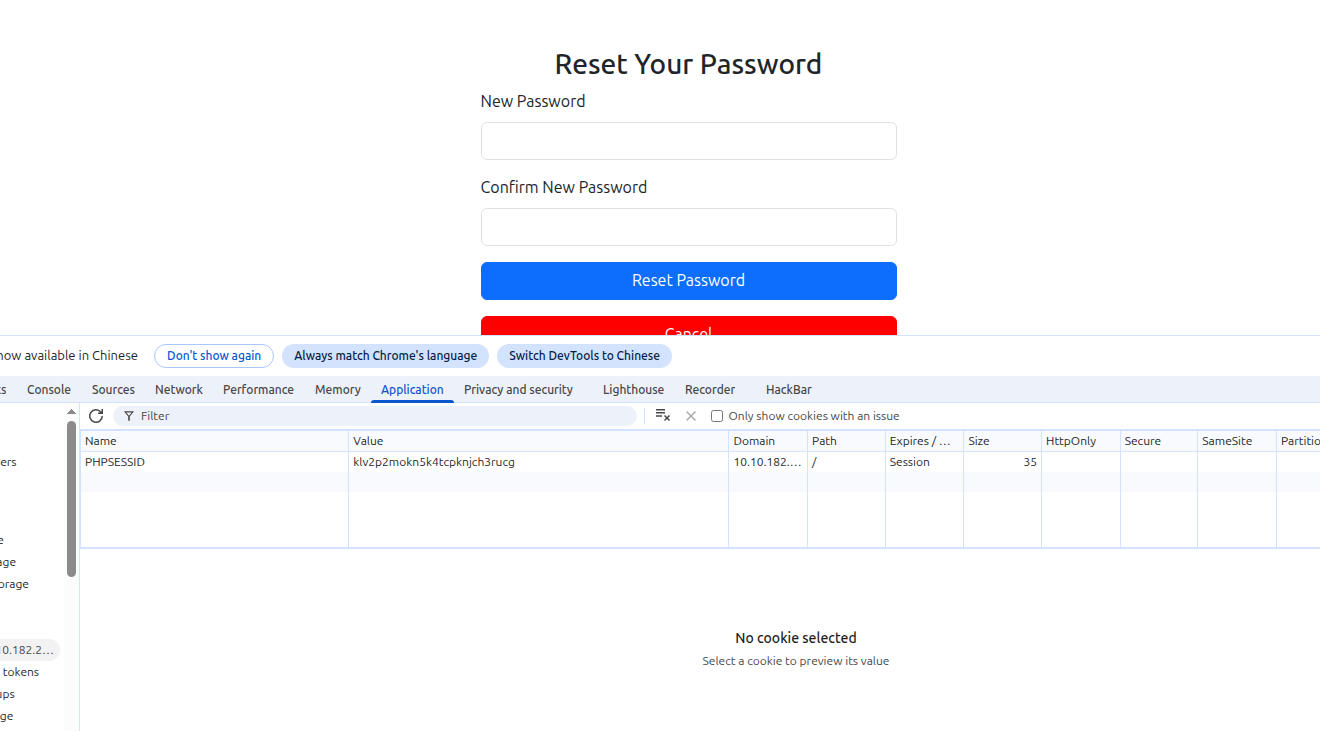 Reset Your Password
New Password
Confirm New Password
Reset Password
Cancel
now available in Chinese Don't show again Always match Chrome's language Switch DevTools to Chinese
Console Sources Network Performance Memory Application Privacy and security Lighthouse Recorder HackBar
Filter Only show cookies with an issue
Name Value Domain Path Expires / ... Size HttpOnly Secure SameSite Partitio
PHPSESSID klv2p2mokn5k4tcpknjch3rucg 10.10.182.... / Session 35
ers
age
orage
No cookie selected
10.182.2...
Select a cookie to preview its value
tokens
ups
ge